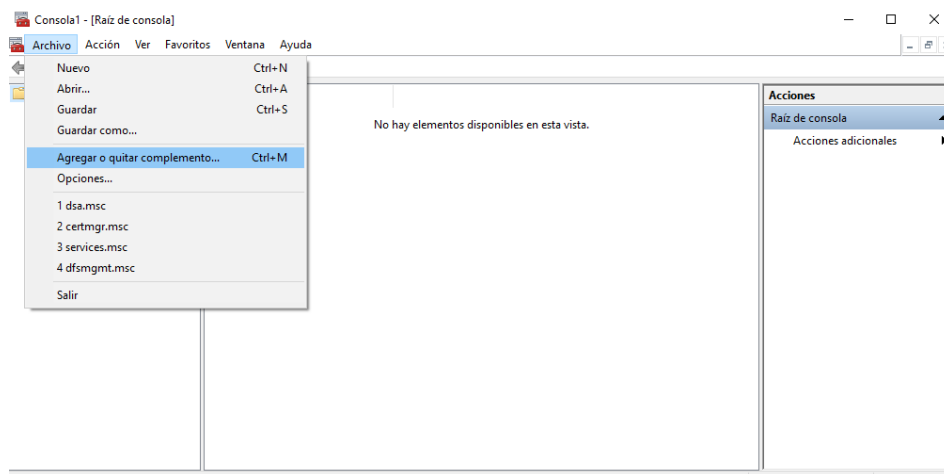 Consola1 - [Raíz de consola]
Archivo Acción Ver Favoritos Ventana Ayuda
Nuevo Ctrl+N
Abrir... Ctrl+A
Guardar Ctrl+S
Guardar como...
Agregar o quitar complemento... Ctrl+M
Opciones...
1 dsa.msc
2 certmgr.msc
3 services.msc
4 dfsmgmt.msc
Salir
No hay elementos disponibles en esta vista.
Acciones
Raíz de consola
Acciones adicionales